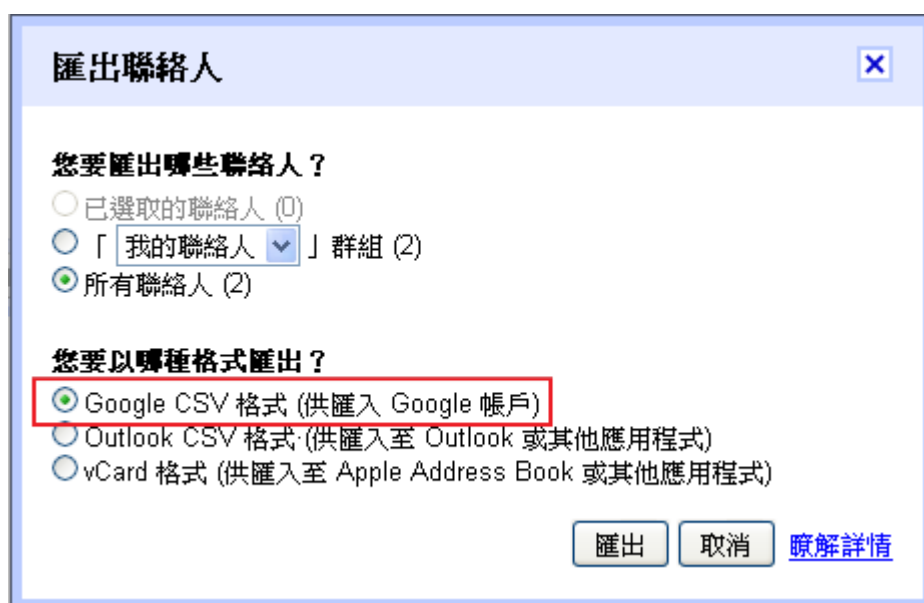 匯出聯絡人
您要匯出哪些聯絡人？
已選取的聯絡人 (0)
「 我的聯絡人 」群組 (2)
所有聯絡人 (2)
您要以哪種格式匯出？
Google CSV 格式 (供匯入 Google 帳戶)
Outlook CSV 格式 (供匯入至 Outlook 或其他應用程式)
vCard 格式 (供匯入至 Apple Address Book 或其他應用程式)
匯出 取消 瞭解詳情